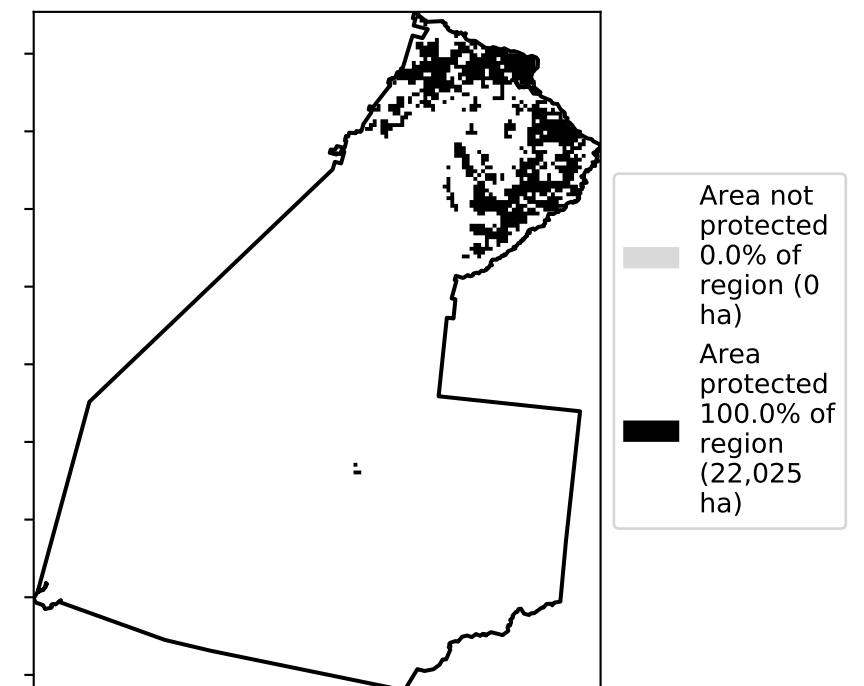 Area not
protected
0.0% of
region (0
ha)
Area
protected
100.0% of
region
(22,025
ha)